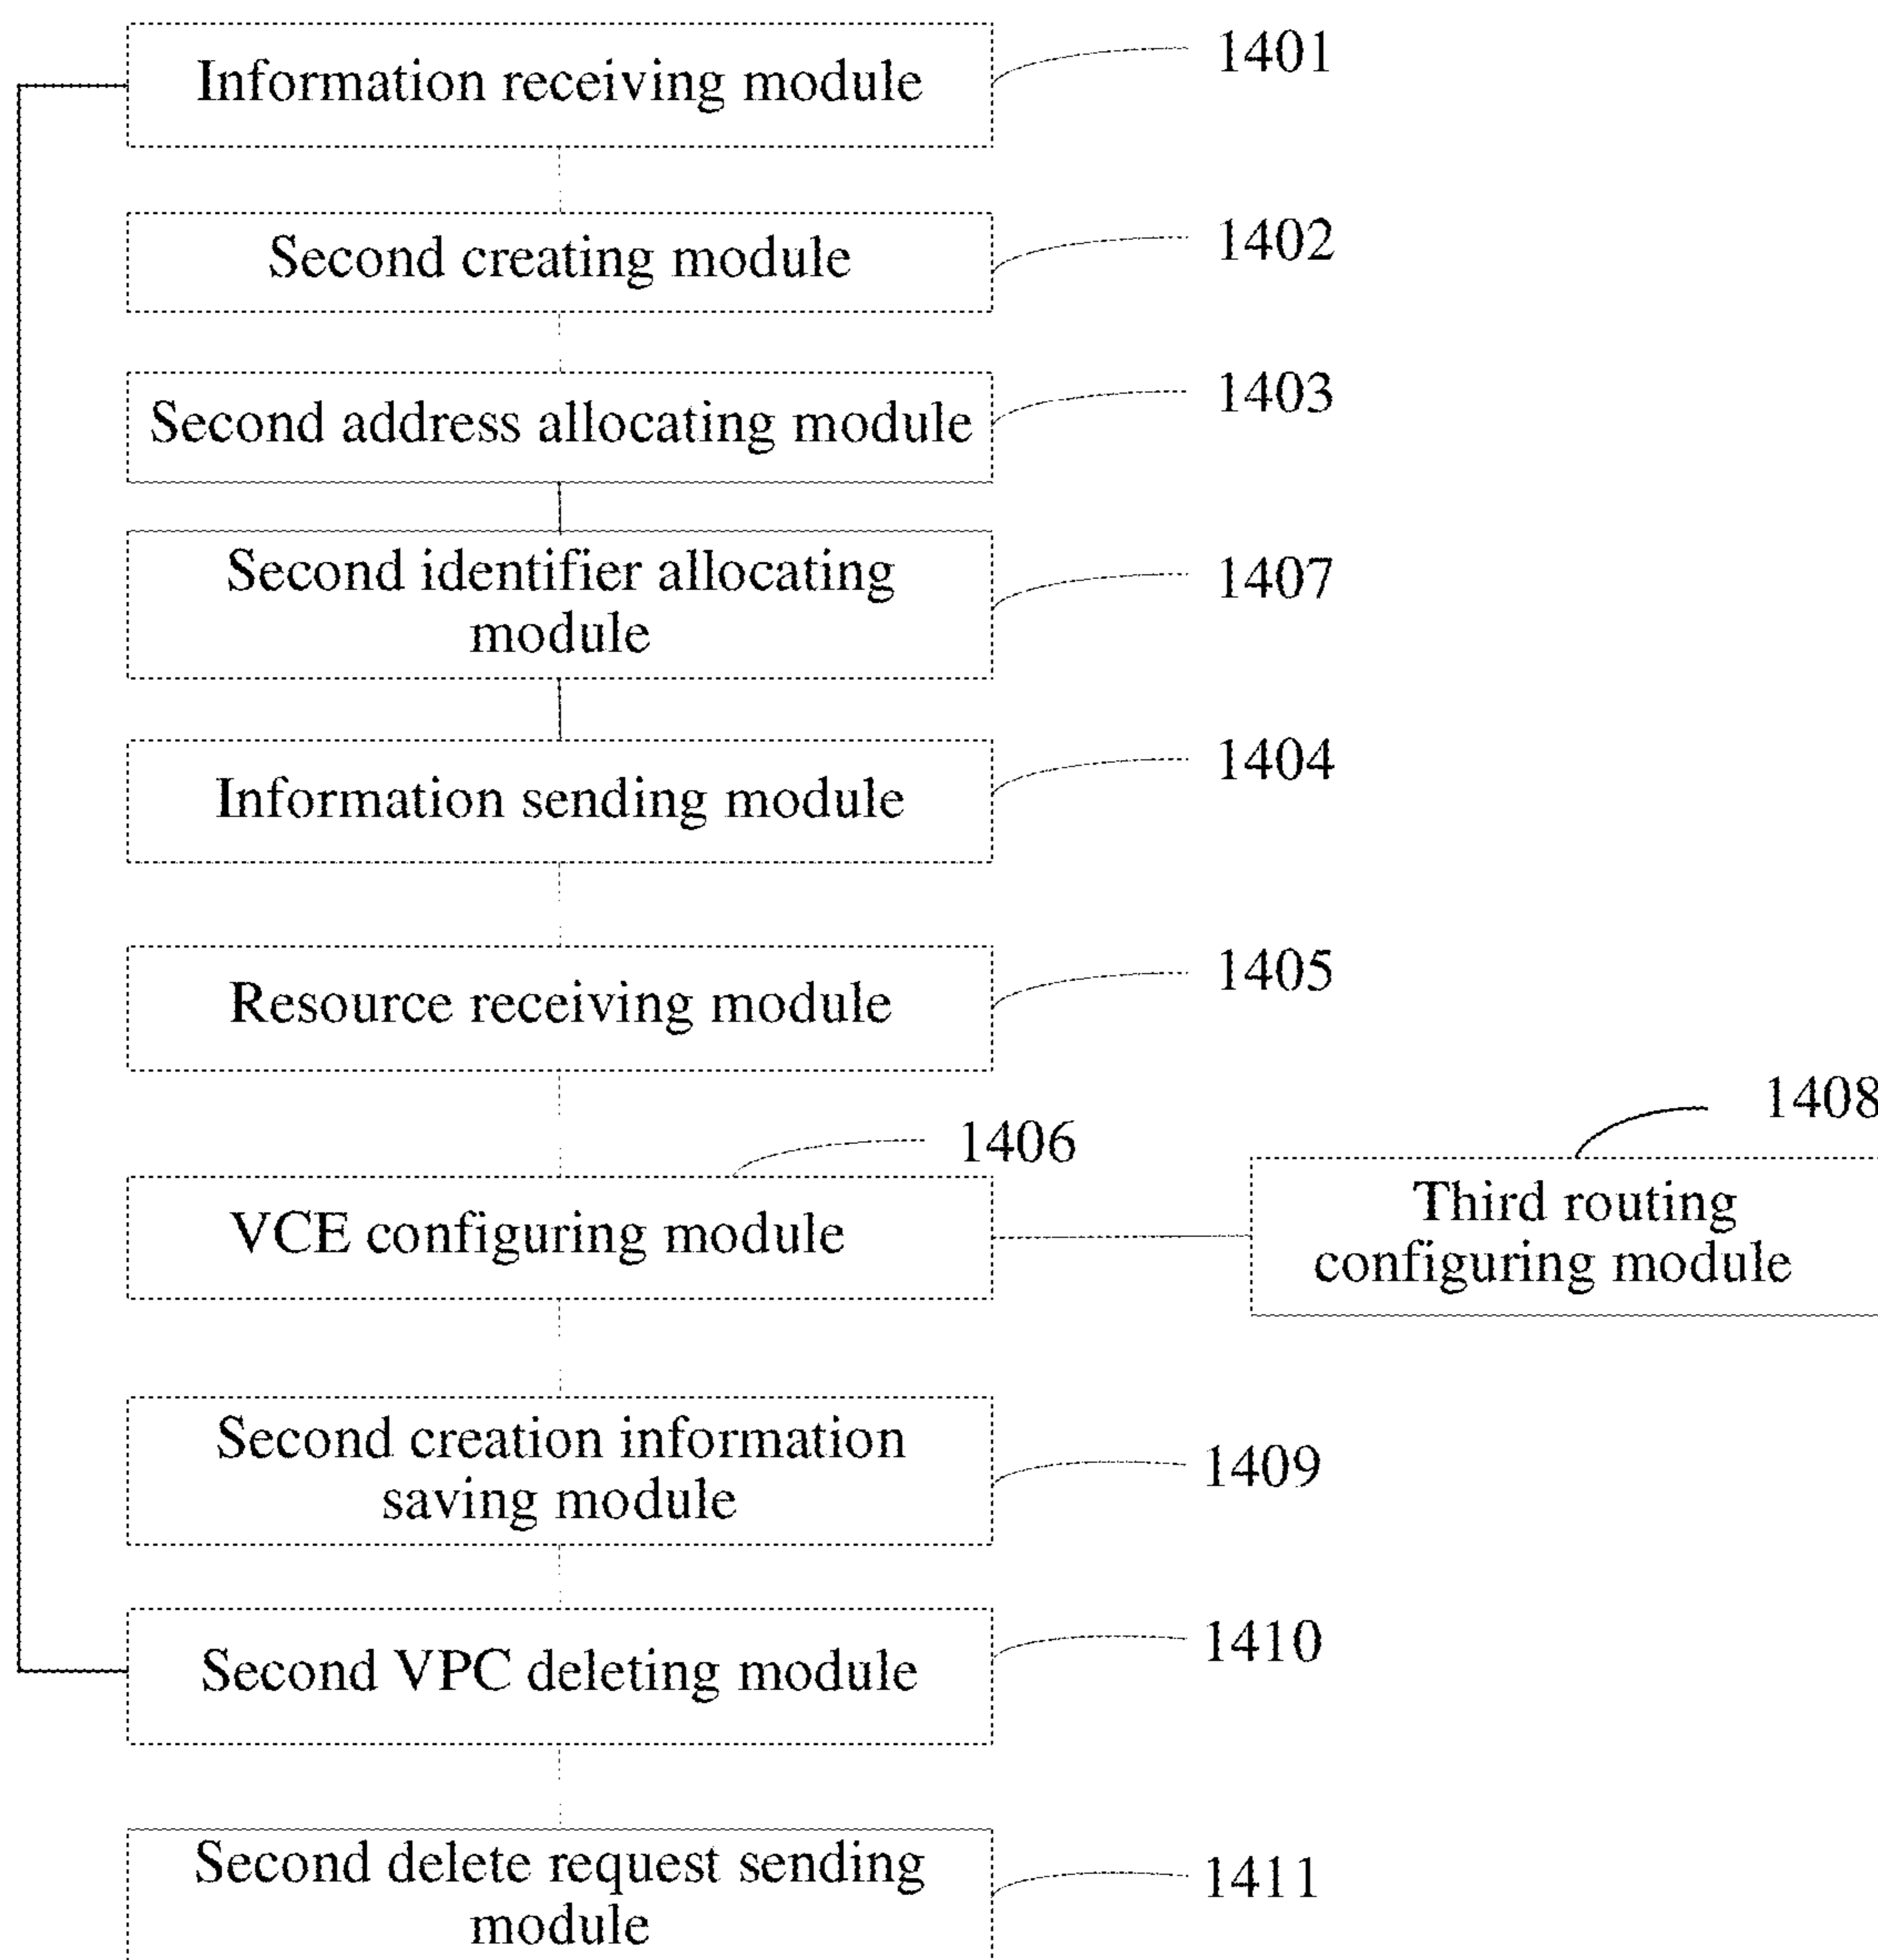 Information receiving module
1401
Second creating module
1402
Second address allocating module
1403
Second identifier allocating
module
1407
Information sending module
1404
Resource receiving module
1405
1406
VCE configuring module
1408
Third routing
configuring module
Second creation information
saving module
1409
Second VPC deleting module
1410
Second delete request sending
module
1411